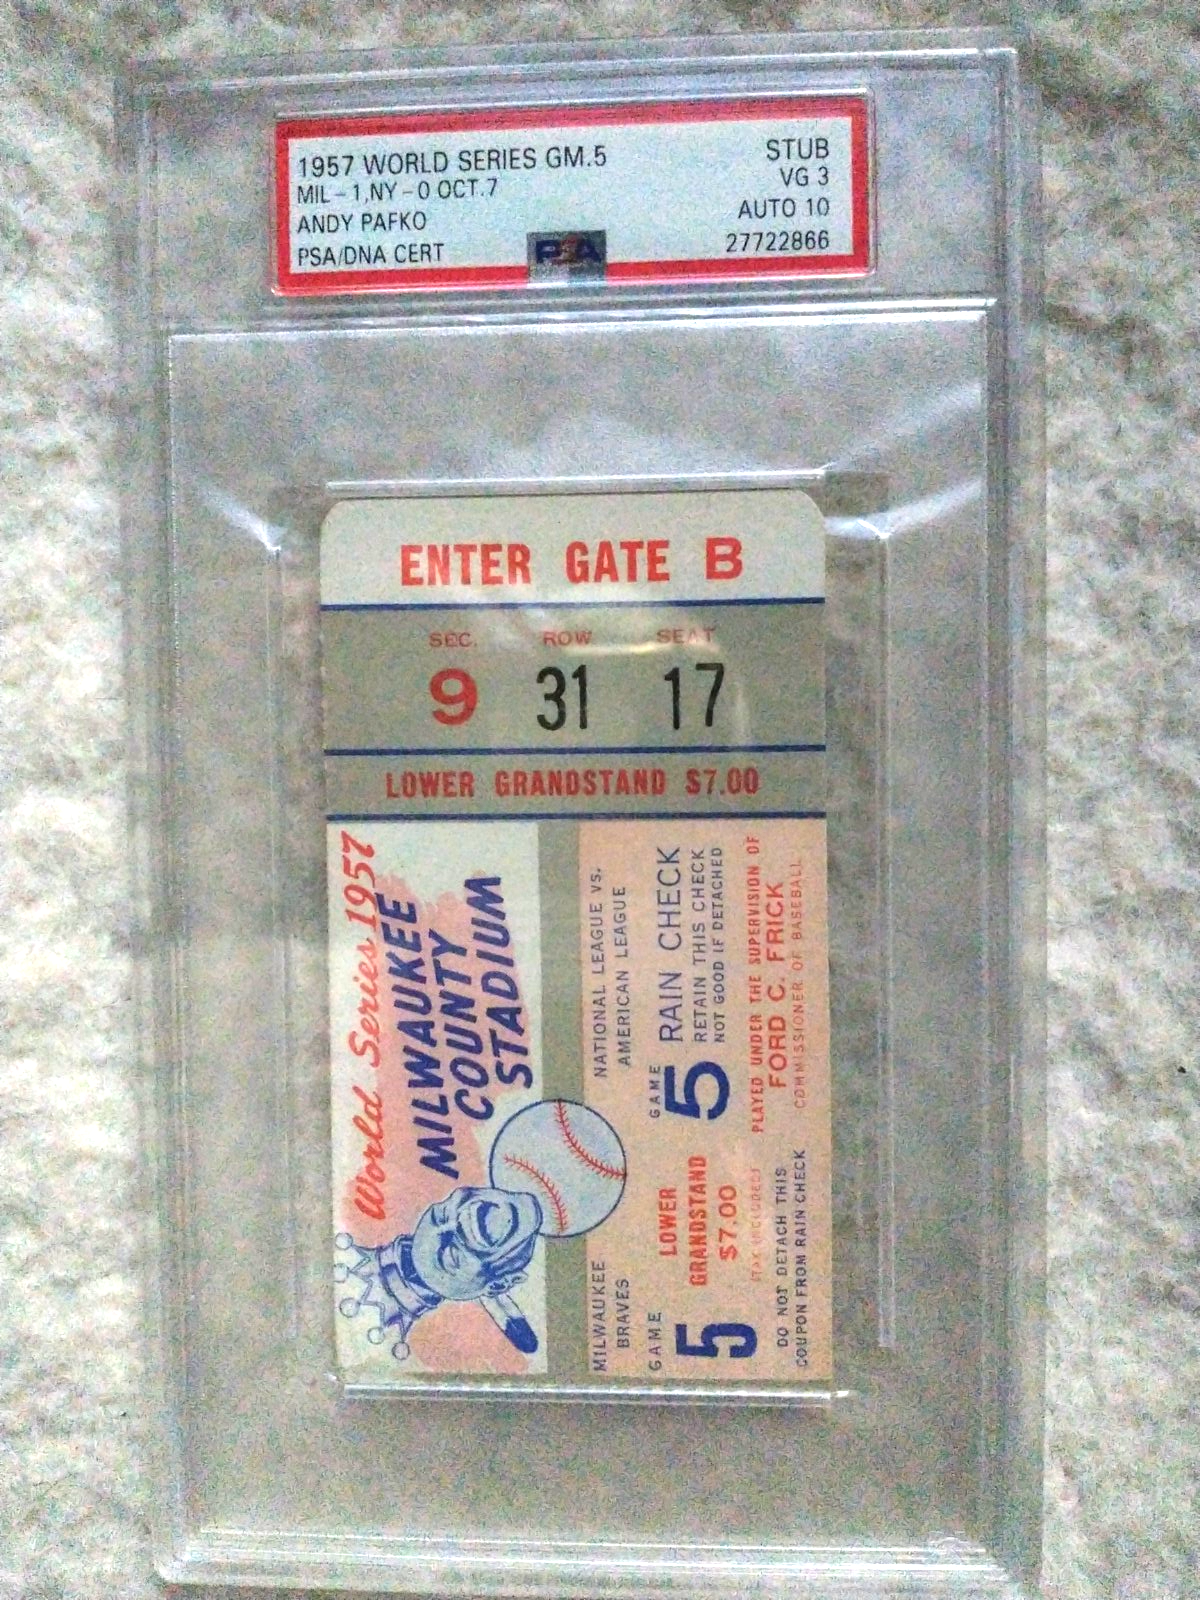 1957 WORLD SERIES GM.5
MIL-1,NY-0 OCT.7
ANDY PAFKO
PSA/DNA CERT
STUB
VG 3
AUTO 10
27722866
PSA
ENTER GATE B
SEC. ROW SEAT
9 31 17
LOWER GRANDSTAND $7.00
World Series 1957
MILWAUKEE
COUNTY
STADIUM
MILWAUKEE
BRAVES
NATIONAL LEAGUE VS.
AMERICAN LEAGUE
GAME
5
LOWER
GRANDSTAND
$7.00
(TAX INCLUDED)
DO NOT DETACH THIS
COUPON FROM RAIN CHECK
GAME
5
RAIN CHECK
RETAIN THIS CHECK
NOT GOOD IF DETACHED
PLAYED UNDER THE SUPERVISION OF
FORD C. FRICK
COMMISSIONER OF BASEBALL